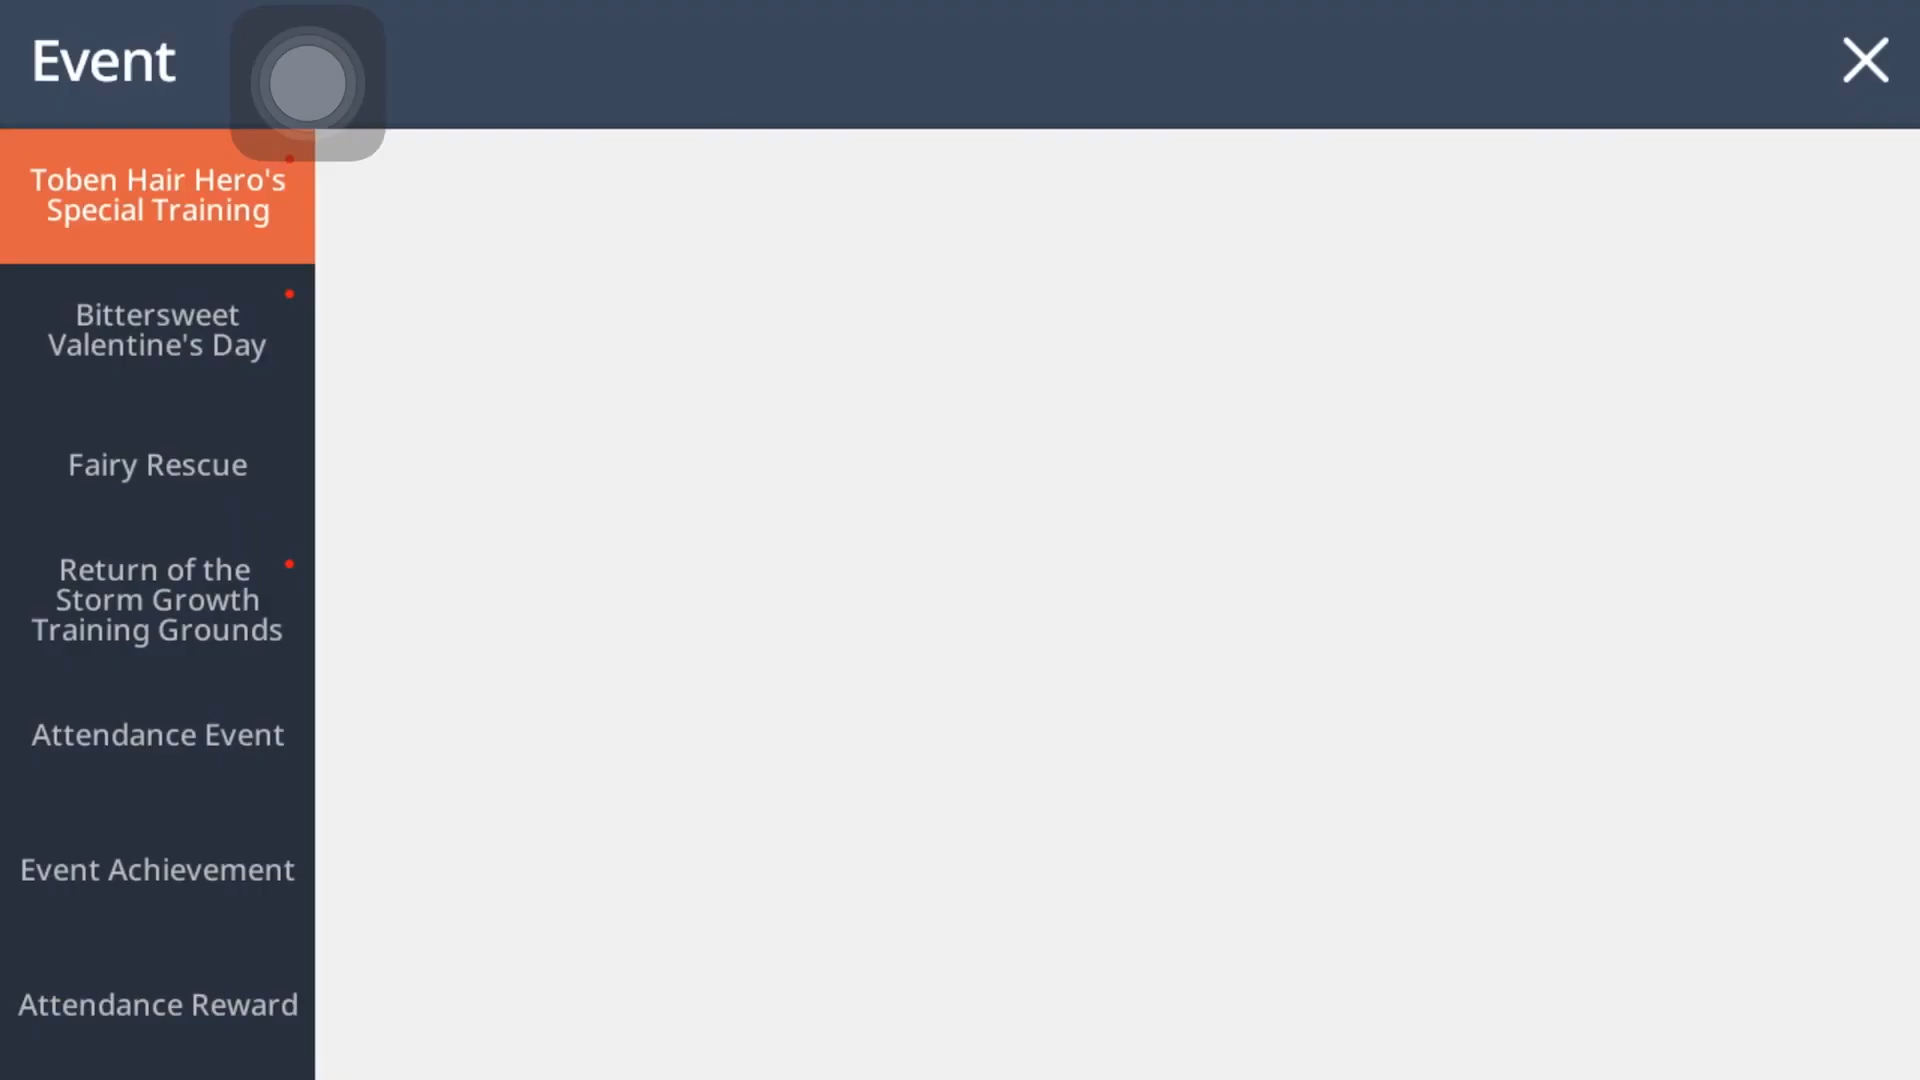 Event
Toben Hair Hero's
Special Training
Bittersweet
Valentine's Day
Fairy Rescue
Return of the
Storm Growth
Training Grounds
Attendance Event
Event Achievement
Attendance Reward